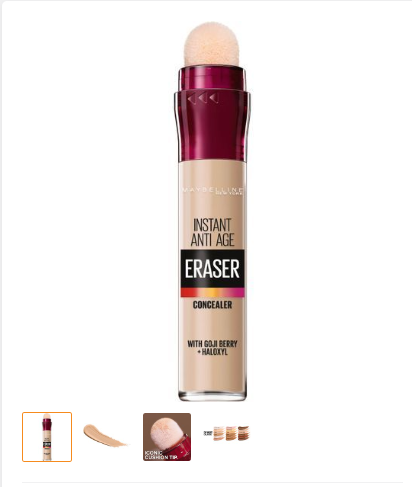 MAYBELLINE
NEW YORK
INSTANT
ANTI AGE
ERASER
CONCEALER
WITH GOJI BERRY
+ HALOXYL
ICONIC
CUSHION TIP